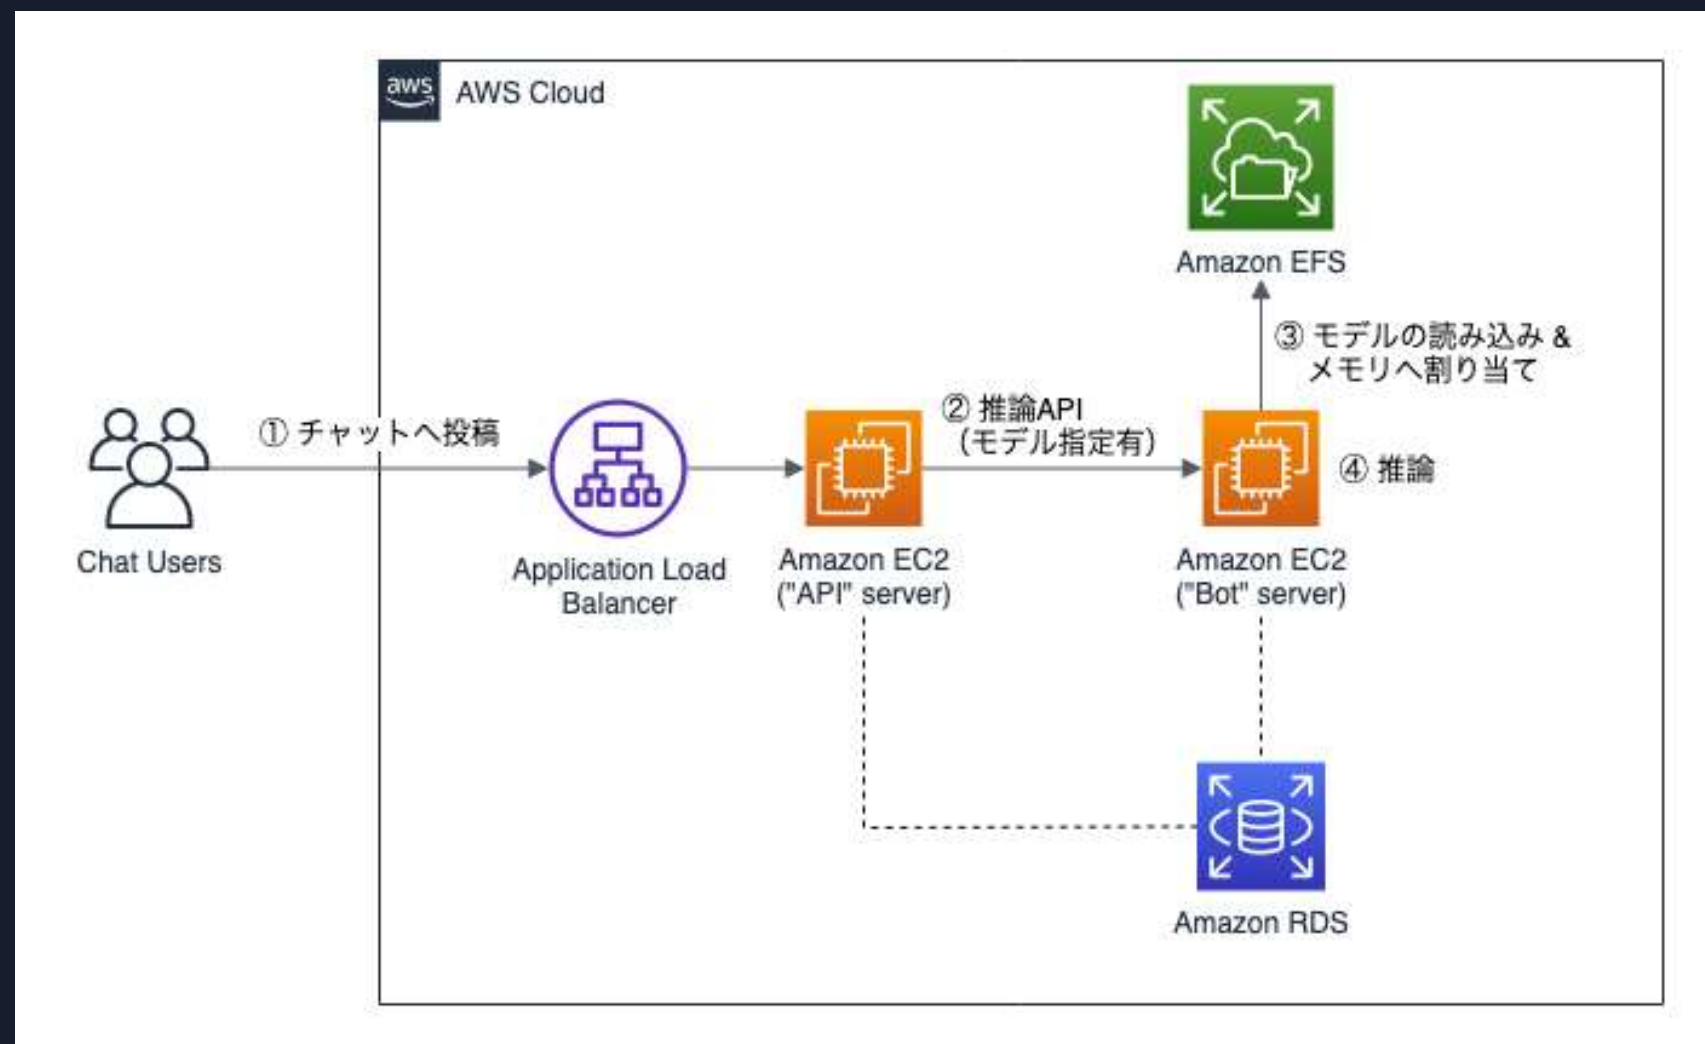 aws
AWS Cloud
Amazon EFS
③ モデルの読み込み &
メモリへ割り当て
① チャットへ投稿
② 推論API
（モデル指定有）
④ 推論
Chat Users
Application Load
Balancer
Amazon EC2
("API" server)
Amazon EC2
("Bot" server)
Amazon RDS